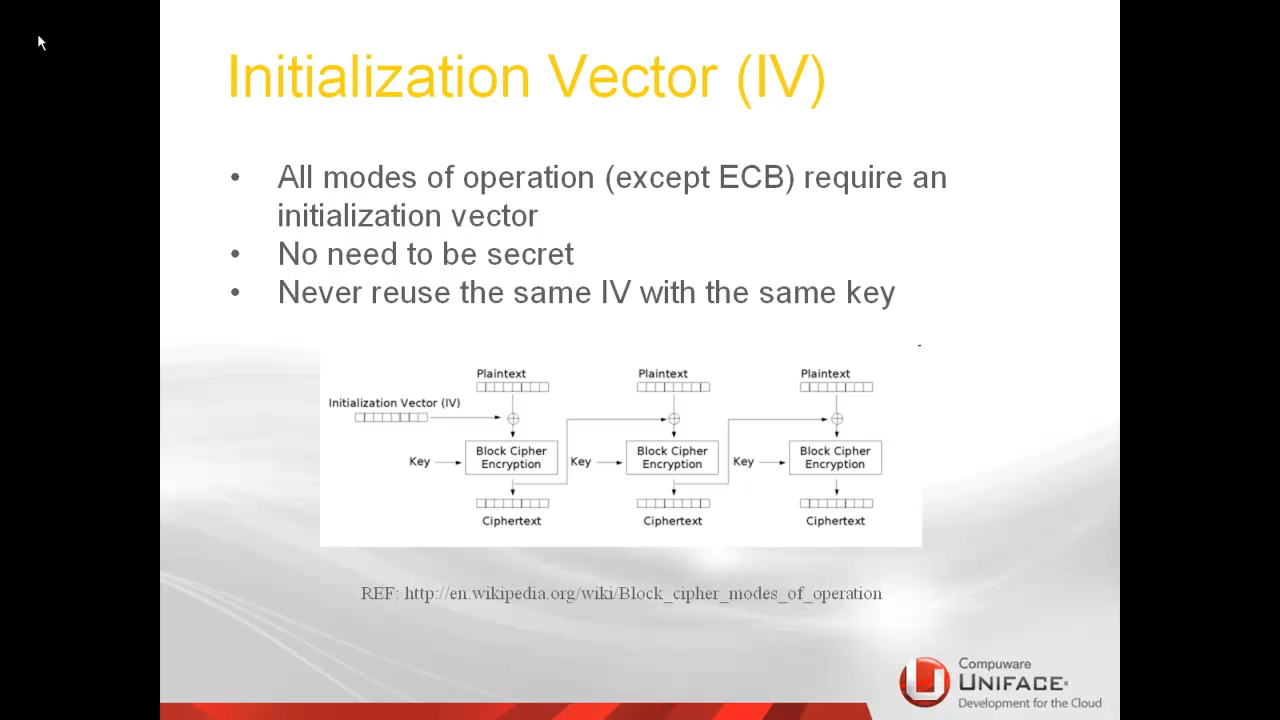 Initialization Vector (IV)
• All modes of operation (except ECB) require an
initialization vector
• No need to be secret
• Never reuse the same IV with the same key
Plaintext Plaintext Plaintext
Initialization Vector (IV)
Key Block Cipher Encryption Key Block Cipher Encryption Key Block Cipher Encryption
Ciphertext Ciphertext Ciphertext
REF: http://en.wikipedia.org/wiki/Block_cipher_modes_of_operation
Compuware
UNIFACE
Development for the Cloud